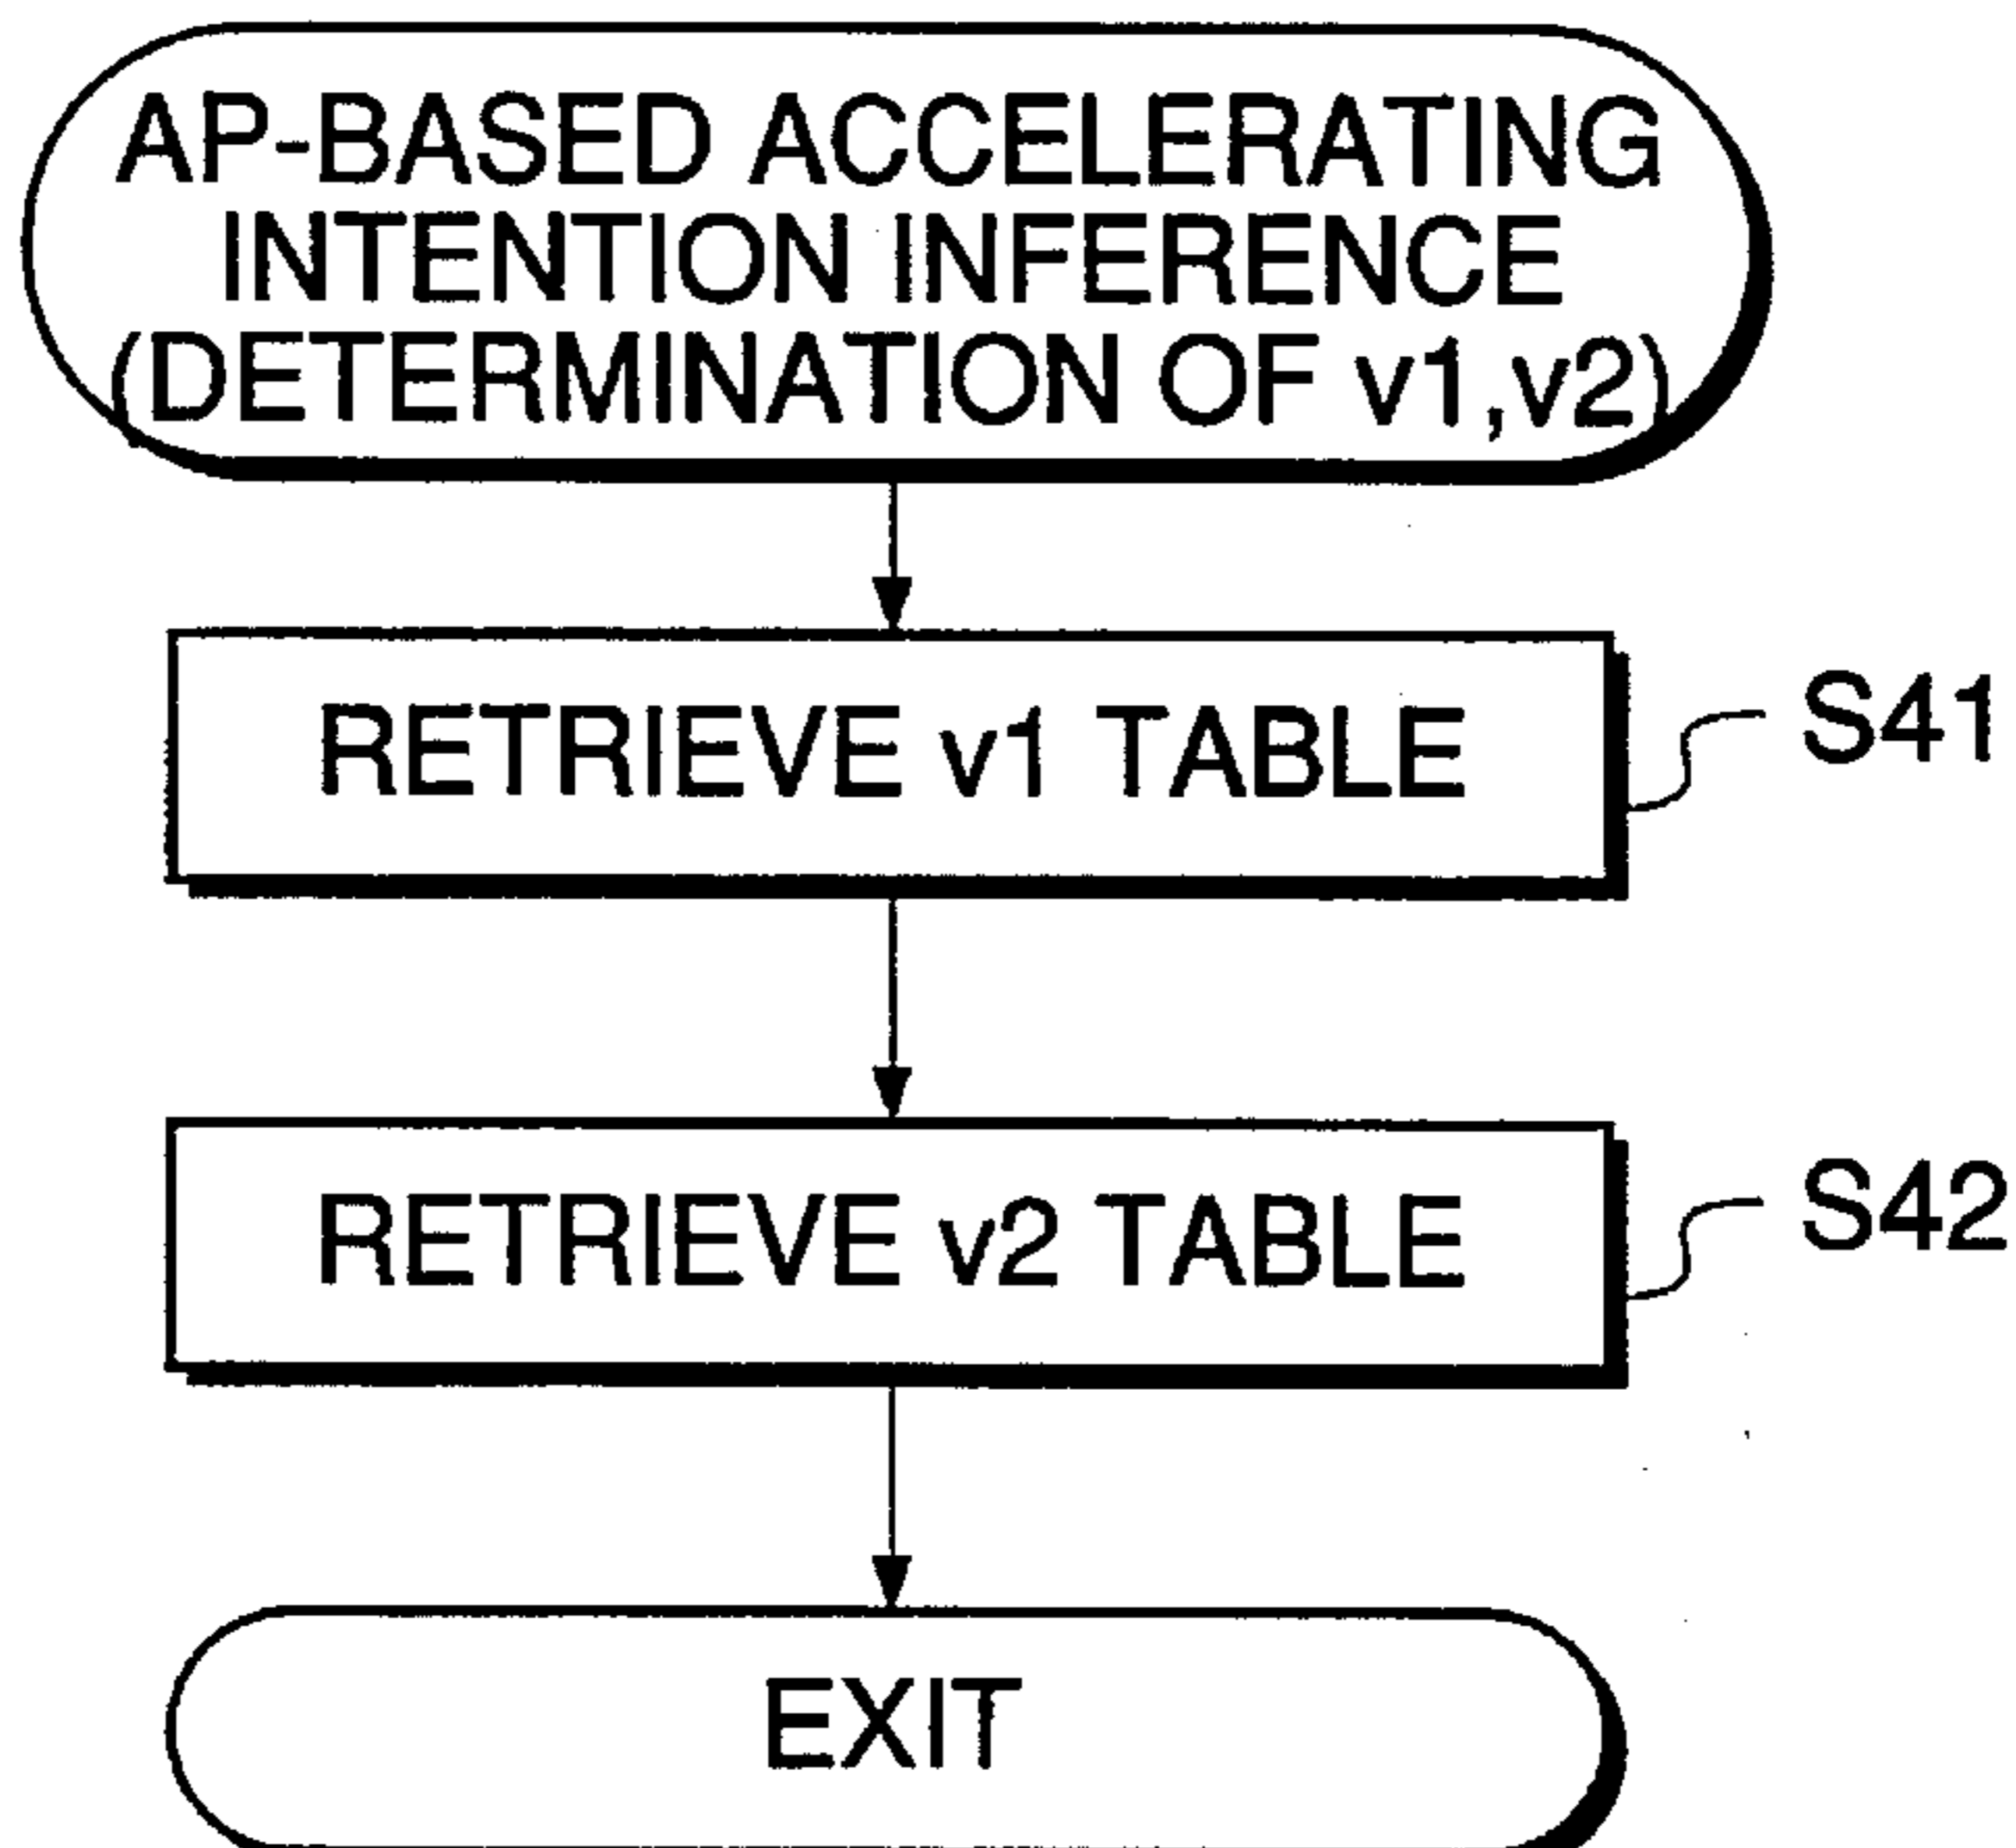 AP-BASED ACCELERATING
INTENTION INFERENCE
(DETERMINATION OF v1,v2)
RETRIEVE v1 TABLE
S41
RETRIEVE v2 TABLE
S42
EXIT